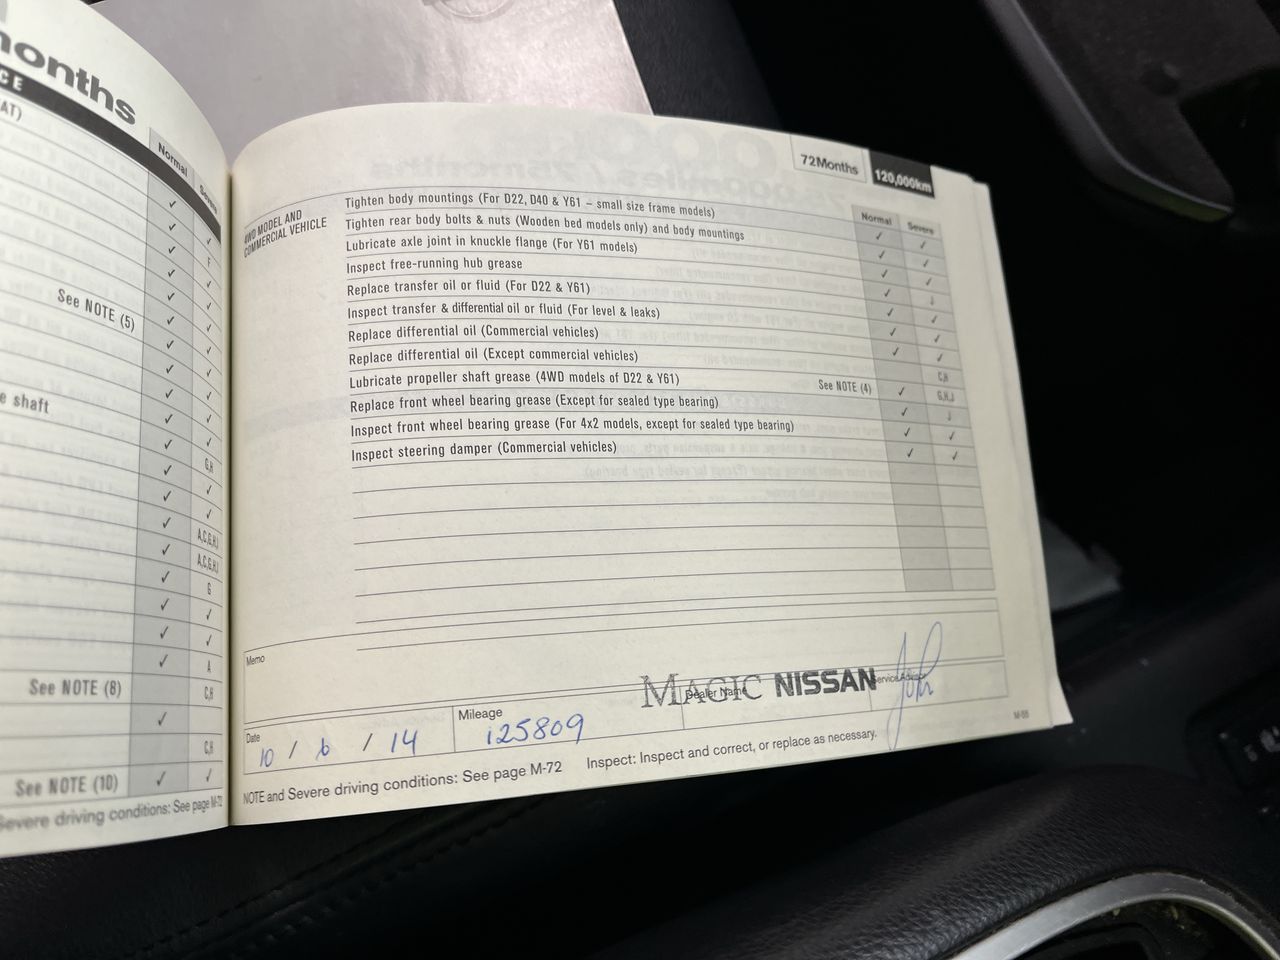 months
CE
AT)
Normal
Severe
F
See NOTE (5)
e shaft
G,H
A,C,G,H,I
A,C,G,H,I
G
A
See NOTE (8)
C,H
C,H
See NOTE (10)
Severe driving conditions: See page M-72
72Months
120,000km
Normal
Severe
4WD MODEL AND
COMMERCIAL VEHICLE
Tighten body mountings (For D22, D40 & Y61 – small size frame models)
Tighten rear body bolts & nuts (Wooden bed models only) and body mountings
Lubricate axle joint in knuckle flange (For Y61 models)
Inspect free-running hub grease
Replace transfer oil or fluid (For D22 & Y61)
Inspect transfer & differential oil or fluid (For level & leaks)
Replace differential oil (Commercial vehicles)
Replace differential oil (Except commercial vehicles)
C,H
Lubricate propeller shaft grease (4WD models of D22 & Y61) See NOTE (4) ✓ G,H,J
Replace front wheel bearing grease (Except for sealed type bearing)
Inspect front wheel bearing grease (For 4x2 models, except for sealed type bearing)
Inspect steering damper (Commercial vehicles)
Memo
Date
10 / 6 / 14
Mileage
125809
Dealer Name
MAGIC NISSAN
Service Advisor
John
NOTE and Severe driving conditions: See page M-72 Inspect: Inspect and correct, or replace as necessary.